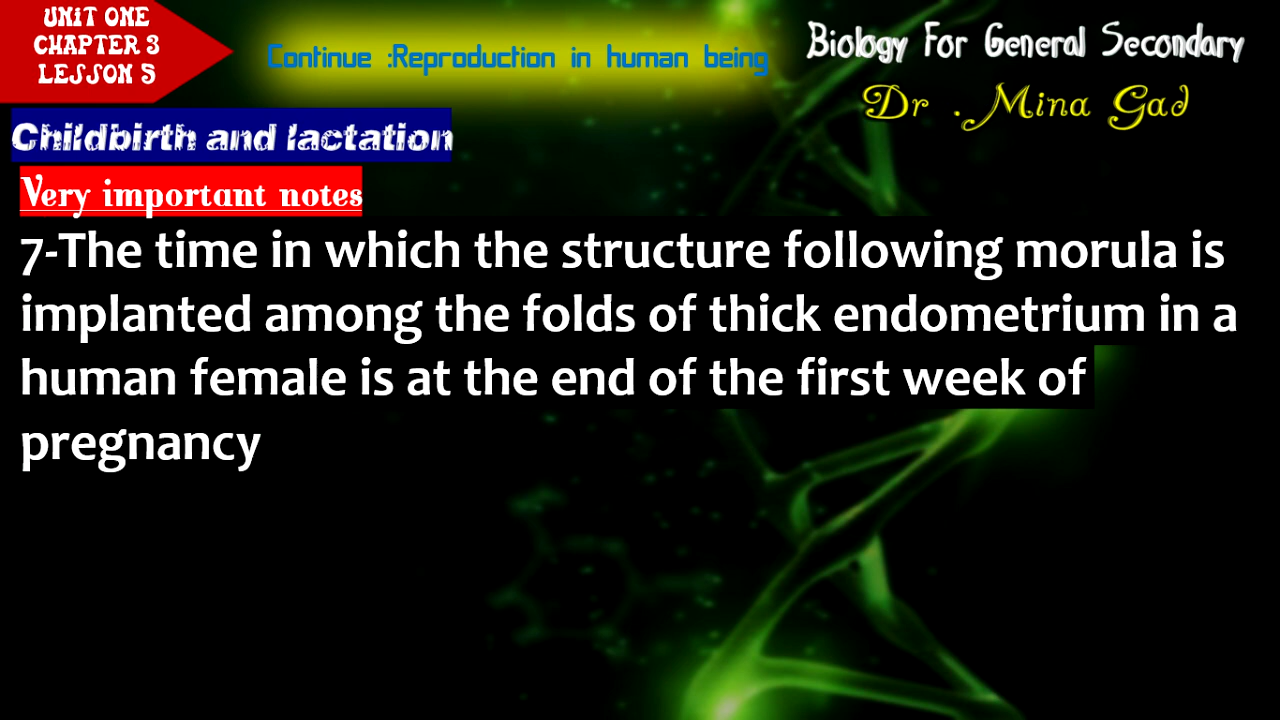 UNIT ONE
CHAPTER 3
LESSON 5
Continue :Reproduction in human being
Biology For General Secondary
Dr .Mina Gad
Childbirth and lactation
Very important notes
7-The time in which the structure following morula is
implanted among the folds of thick endometrium in a
human female is at the end of the first week of
pregnancy